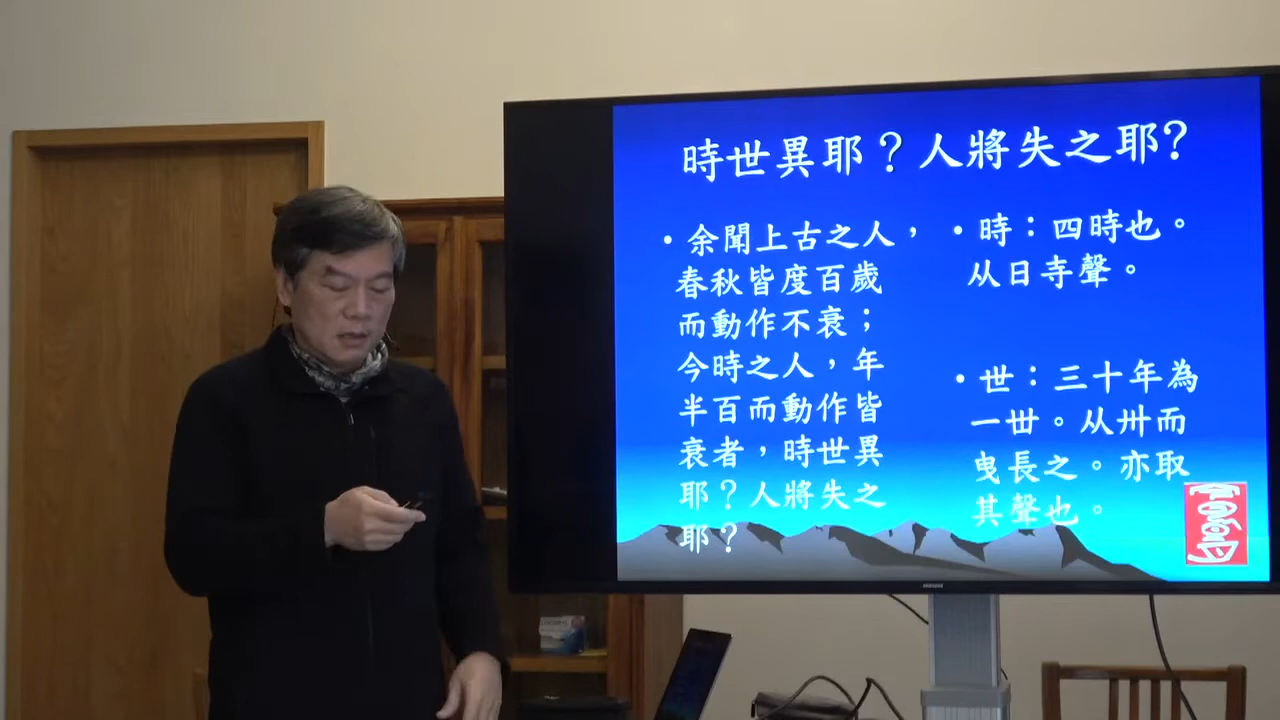 時世異耶？人將失之耶?
• 余聞上古之人，
春秋皆度百歲
而動作不衰；
今時之人，年
半百而動作皆
衰者，時世異
耶？人將失之
耶？
• 時：四時也。
从日寺聲。
• 世：三十年為
一世。从卅而
曳長之。亦取
其聲也。
SAMSUNG